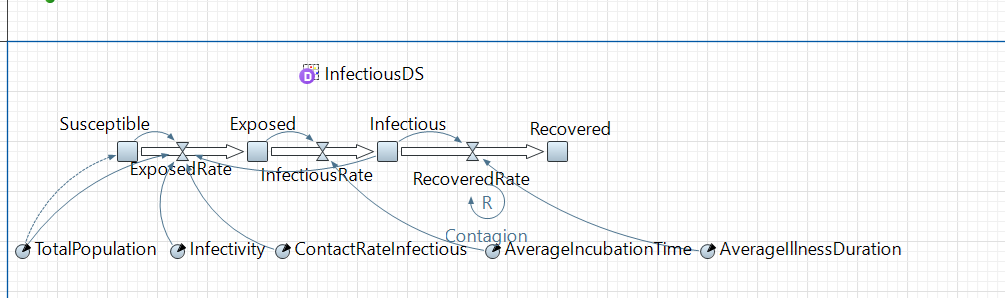 InfectiousDS
Susceptible
Exposed
Infectious
Recovered
ExposedRate
InfectiousRate
RecoveredRate
R
Contagion
TotalPopulation
Infectivity
ContactRateInfectious
AverageIncubationTime
AverageIllnessDuration